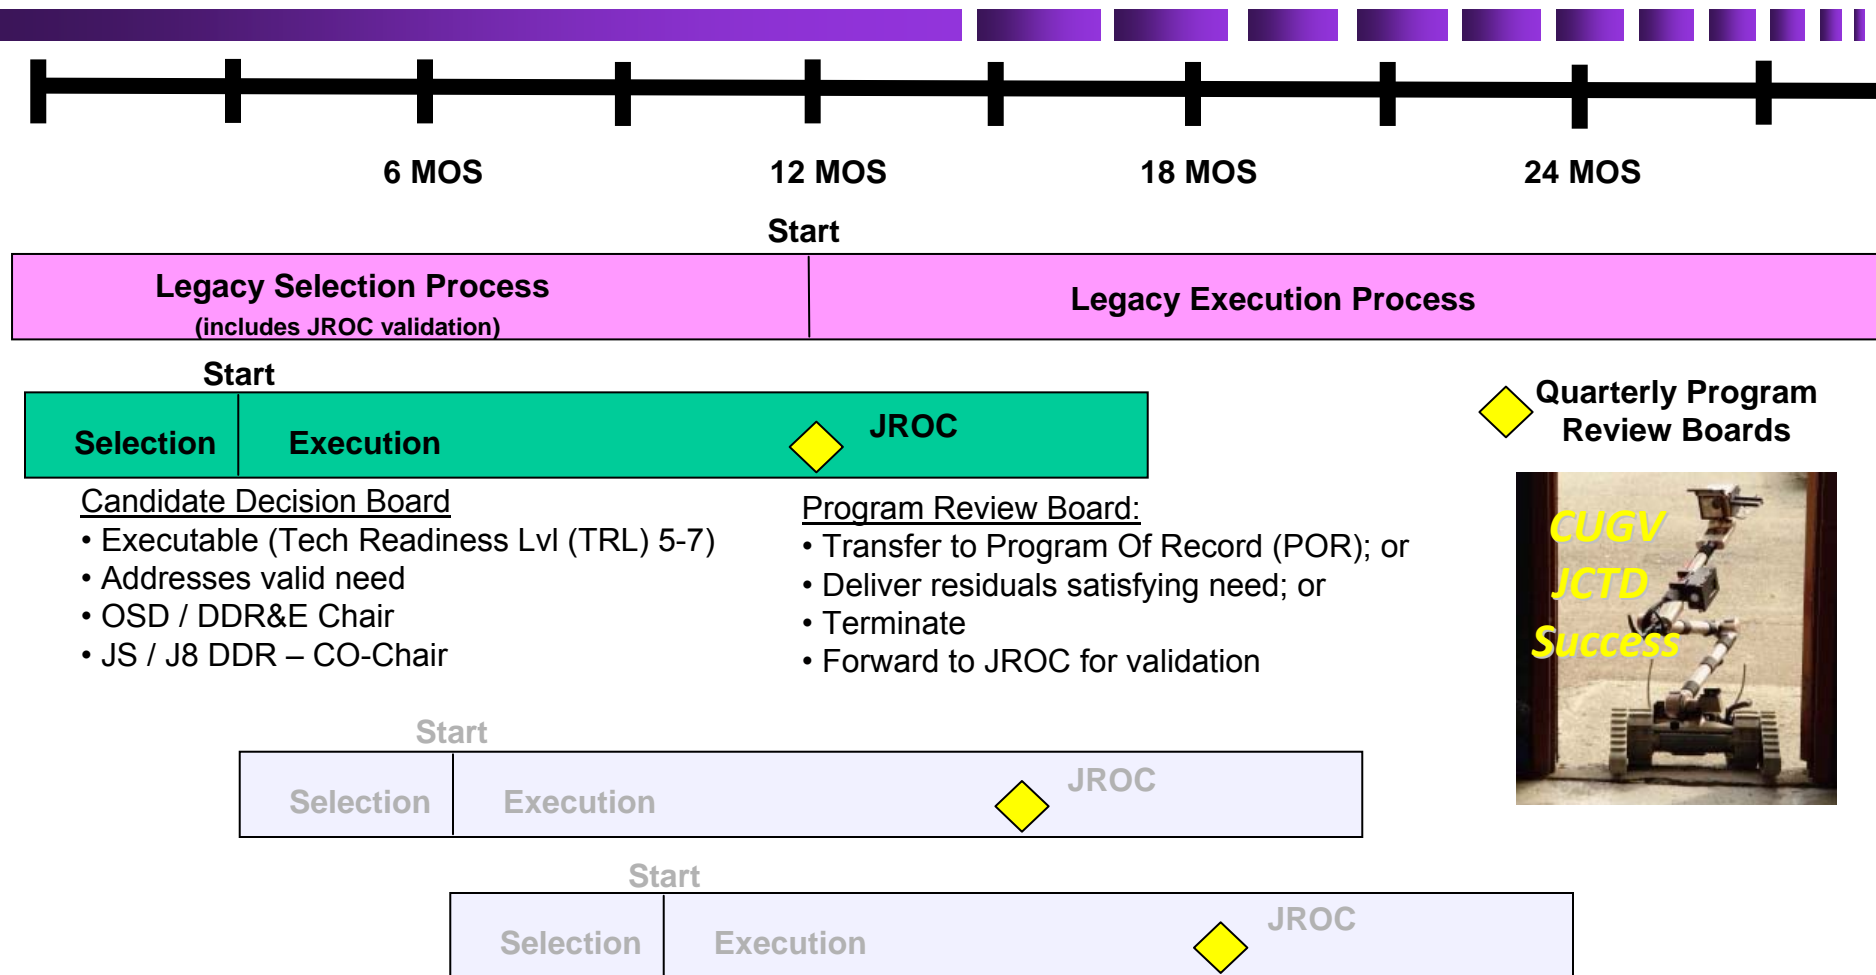 6 MOS
12 MOS
18 MOS
24 MOS
Start
Legacy Selection Process
(includes JROC validation)
Legacy Execution Process
Start
Selection
Execution
JROC
Quarterly Program
Review Boards
Candidate Decision Board
• Executable (Tech Readiness Lvl (TRL) 5-7)
• Addresses valid need
• OSD / DDR&E Chair
• JS / J8 DDR – CO-Chair
Program Review Board:
• Transfer to Program Of Record (POR); or
• Deliver residuals satisfying need; or
• Terminate
• Forward to JROC for validation
CUGV
JCTD
Success
Start
Selection
Execution
JROC
Start
Selection
Execution
JROC